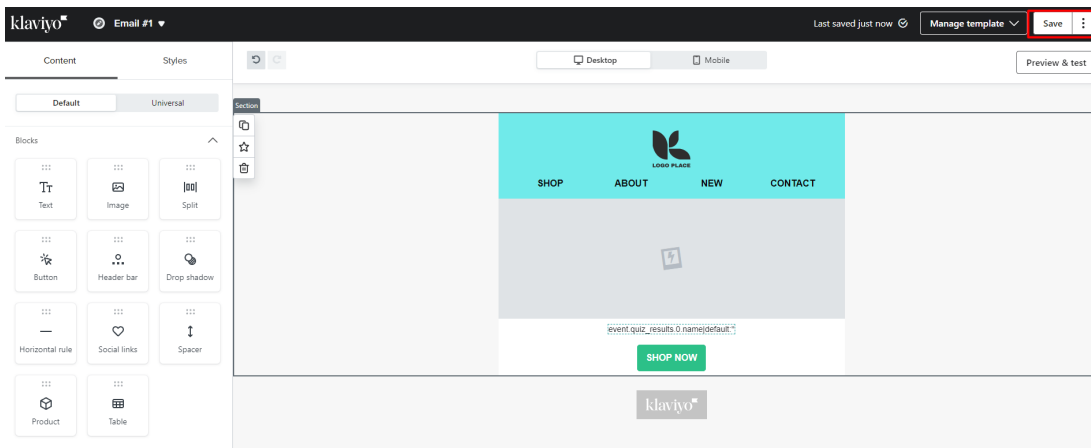 klaviyo
Email #1
Last saved just now
Manage template
Save
Content
Styles
Desktop
Mobile
Preview & test
Default
Universal
Section
Blocks
Text
Image
Split
Button
Header bar
Drop shadow
Horizontal rule
Social links
Spacer
Product
Table
LOGO PLACE
SHOP
ABOUT
NEW
CONTACT
event.quiz_results.0.name|default:''
SHOP NOW
klaviyo